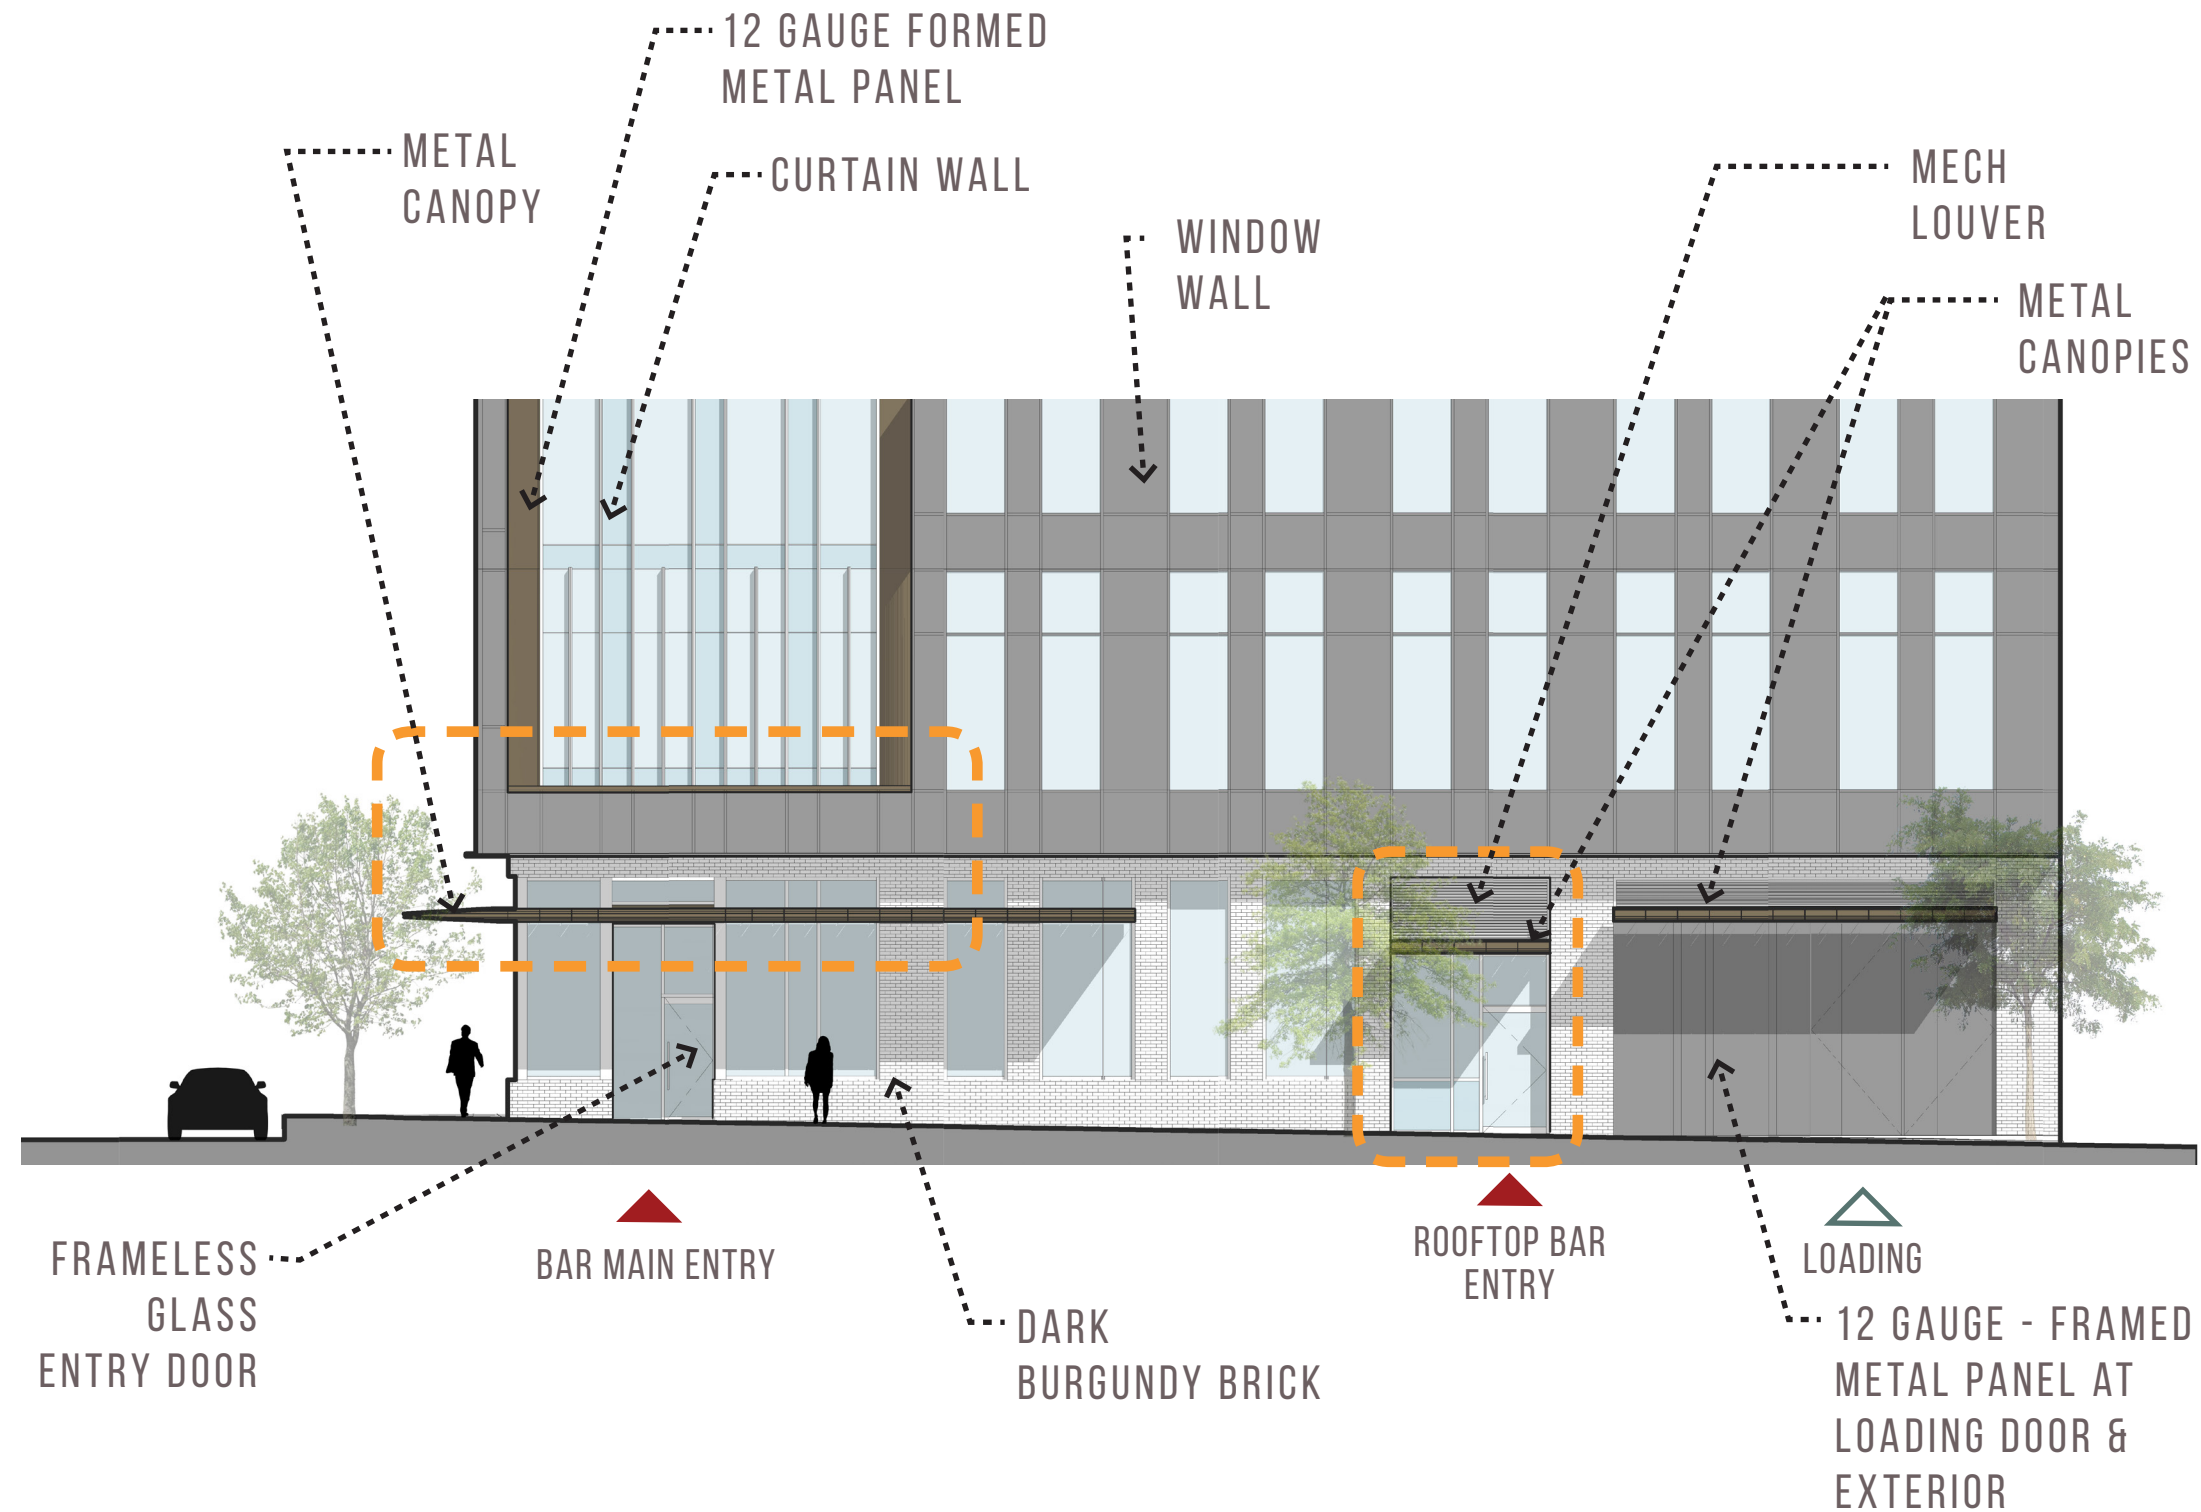 12 GAUGE FORMED
METAL PANEL
METAL
CANOPY
CURTAIN WALL
WINDOW
WALL
MECH
LOUVER
METAL
CANOPIES
FRAMELESS
GLASS
ENTRY DOOR
BAR MAIN ENTRY
DARK
BURGUNDY BRICK
ROOFTOP BAR
ENTRY
LOADING
12 GAUGE - FRAMED
METAL PANEL AT
LOADING DOOR &
EXTERIOR